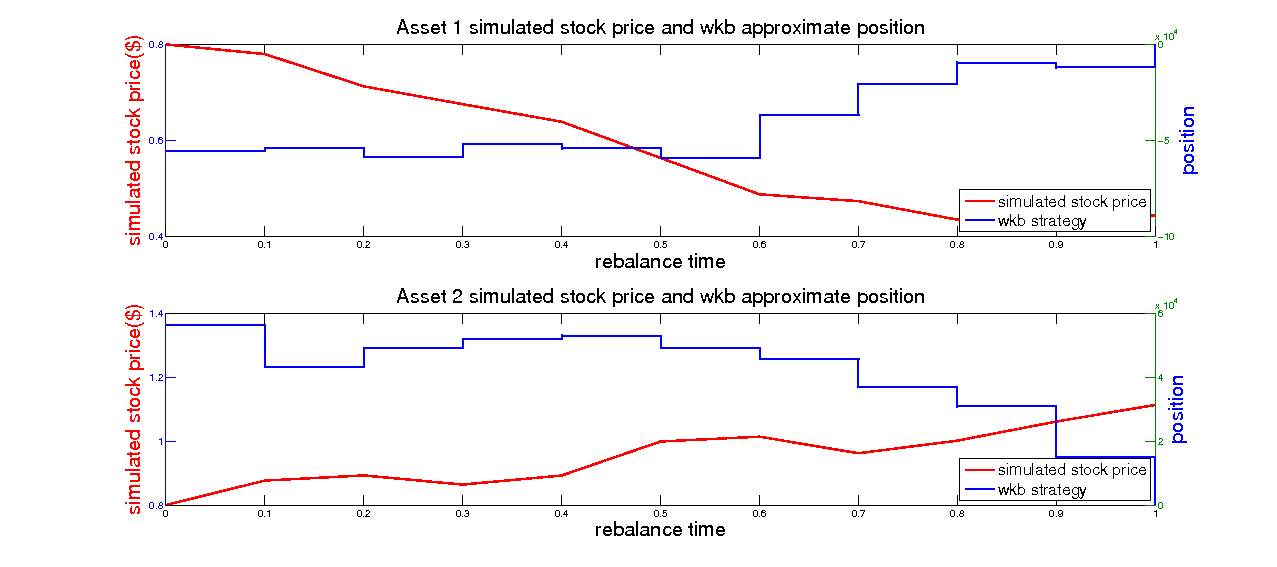 Asset 1 simulated stock price and wkb approximate position
x 10^4
simulated stock price($)
0.8
0.6
0.4
0
-5
-10
position
simulated stock price
wkb strategy
0 0.1 0.2 0.3 0.4 0.5 0.6 0.7 0.8 0.9 1
rebalance time
Asset 2 simulated stock price and wkb approximate position
x 10^4
simulated stock price($)
1.4
1.2
1
0.8
6
4
2
0
position
simulated stock price
wkb strategy
0 0.1 0.2 0.3 0.4 0.5 0.6 0.7 0.8 0.9 1
rebalance time